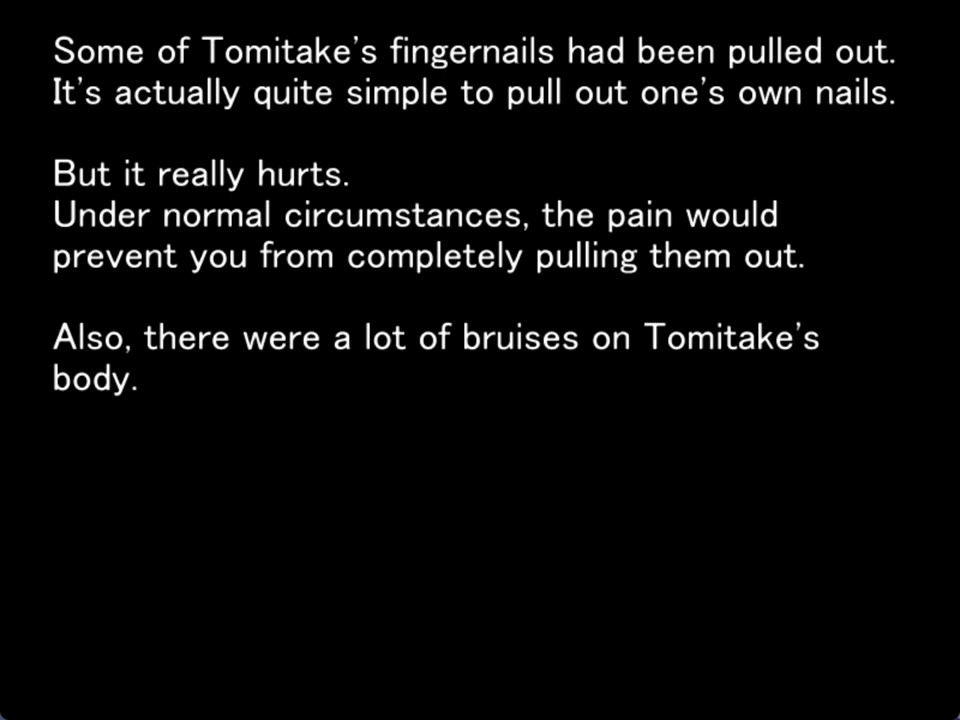 Some of Tomitake's fingernails had been pulled out.
It's actually quite simple to pull out one's own nails.
But it really hurts.
Under normal circumstances, the pain would
prevent you from completely pulling them out.
Also, there were a lot of bruises on Tomitake's
body.